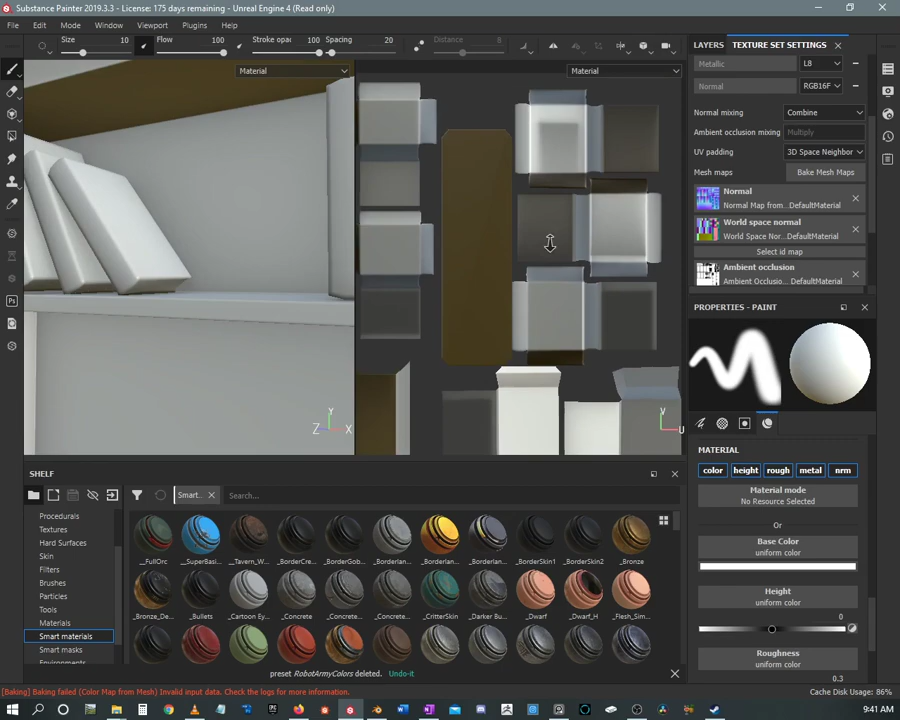 Substance Painter 2019.3.3 - License: 175 days remaining - Unreal Engine 4 (Read only)
File Edit Mode Window Viewport Plugins Help
Size 10 Flow 100 Stroke opac 100 Spacing 20 Distance 8
Material
Material
LAYERS TEXTURE SET SETTINGS
Metallic L8
Normal RGB16F
Normal mixing Combine
Ambient occlusion mixing Multiply
UV padding 3D Space Neighbor
Mesh maps Bake Mesh Maps
Normal
Normal Map from...DefaultMaterial
World space normal
World Space Nor...DefaultMaterial
Select id map
Ambient occlusion
Ambient Occlusio...DefaultMaterial
PROPERTIES - PAINT
Y
Z X
V
U
MATERIAL
color height rough metal nrm
Material mode
No Resource Selected
Or
Base Color
uniform color
Height
uniform color
0
Roughness
uniform color
0.3
SHELF
Smart...
Search...
Procedurals
Textures
Hard Surfaces
Skin
Filters
Brushes
Particles
Tools
Materials
Smart materials
Smart masks
__FullOrc __SuperBasi... __Tavern_W... _BorderCre... _BorderGob... _Borderlan... _Borderlan... _Borderlan... _BorderSkin1 _BorderSkin2 _Bronze
_Bronze_De... _Bullets _Cartoon Ey... _Concrete _Concrete... _Concrete... _CritterSkin _Darker Bu... _Dwarf _Dwarf_H _Flesh_Sim...
preset RobotArmyColors deleted. Undo-it
[Baking] Baking failed (Color Map from Mesh) Invalid input data. Check the logs for more information.
Cache Disk Usage: 86%
9:41 AM